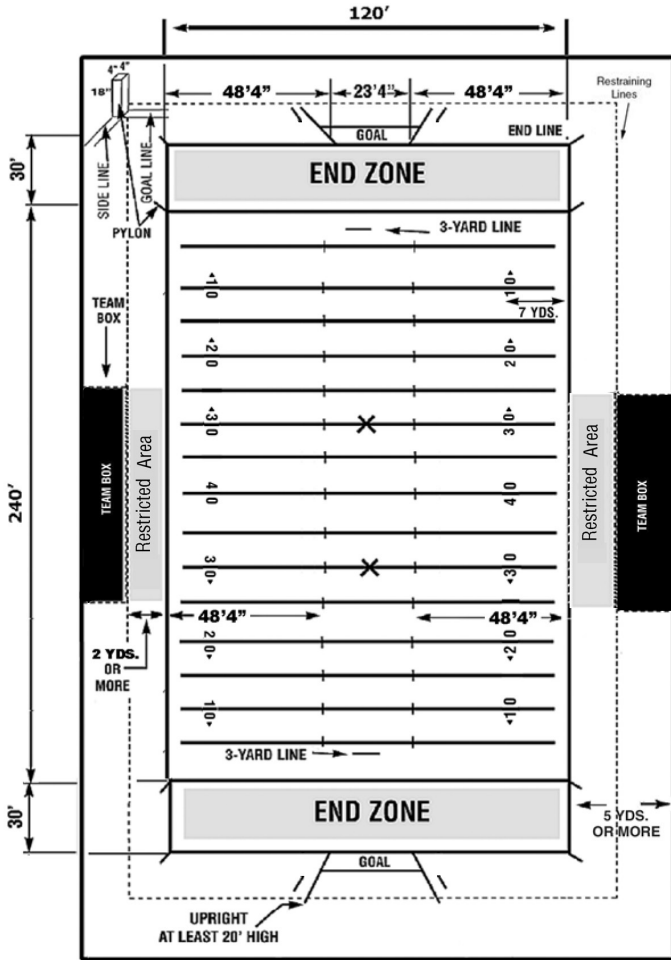 120'
4" 4"
18"
48'4" 23'4" 48'4"
Restraining
Lines
GOAL
END LINE
30'
SIDE LINE
GOAL LINE
END ZONE
PYLON
3-YARD LINE
10 10
7 YDS.
TEAM
BOX
20 20
30 30
240'
TEAM BOX
Restricted Area
40 40
Restricted Area
TEAM BOX
30 30
48'4" 48'4"
2 YDS.
OR
MORE
20 20
10 10
3-YARD LINE
30'
END ZONE
5 YDS.
OR MORE
GOAL
UPRIGHT
AT LEAST 20' HIGH